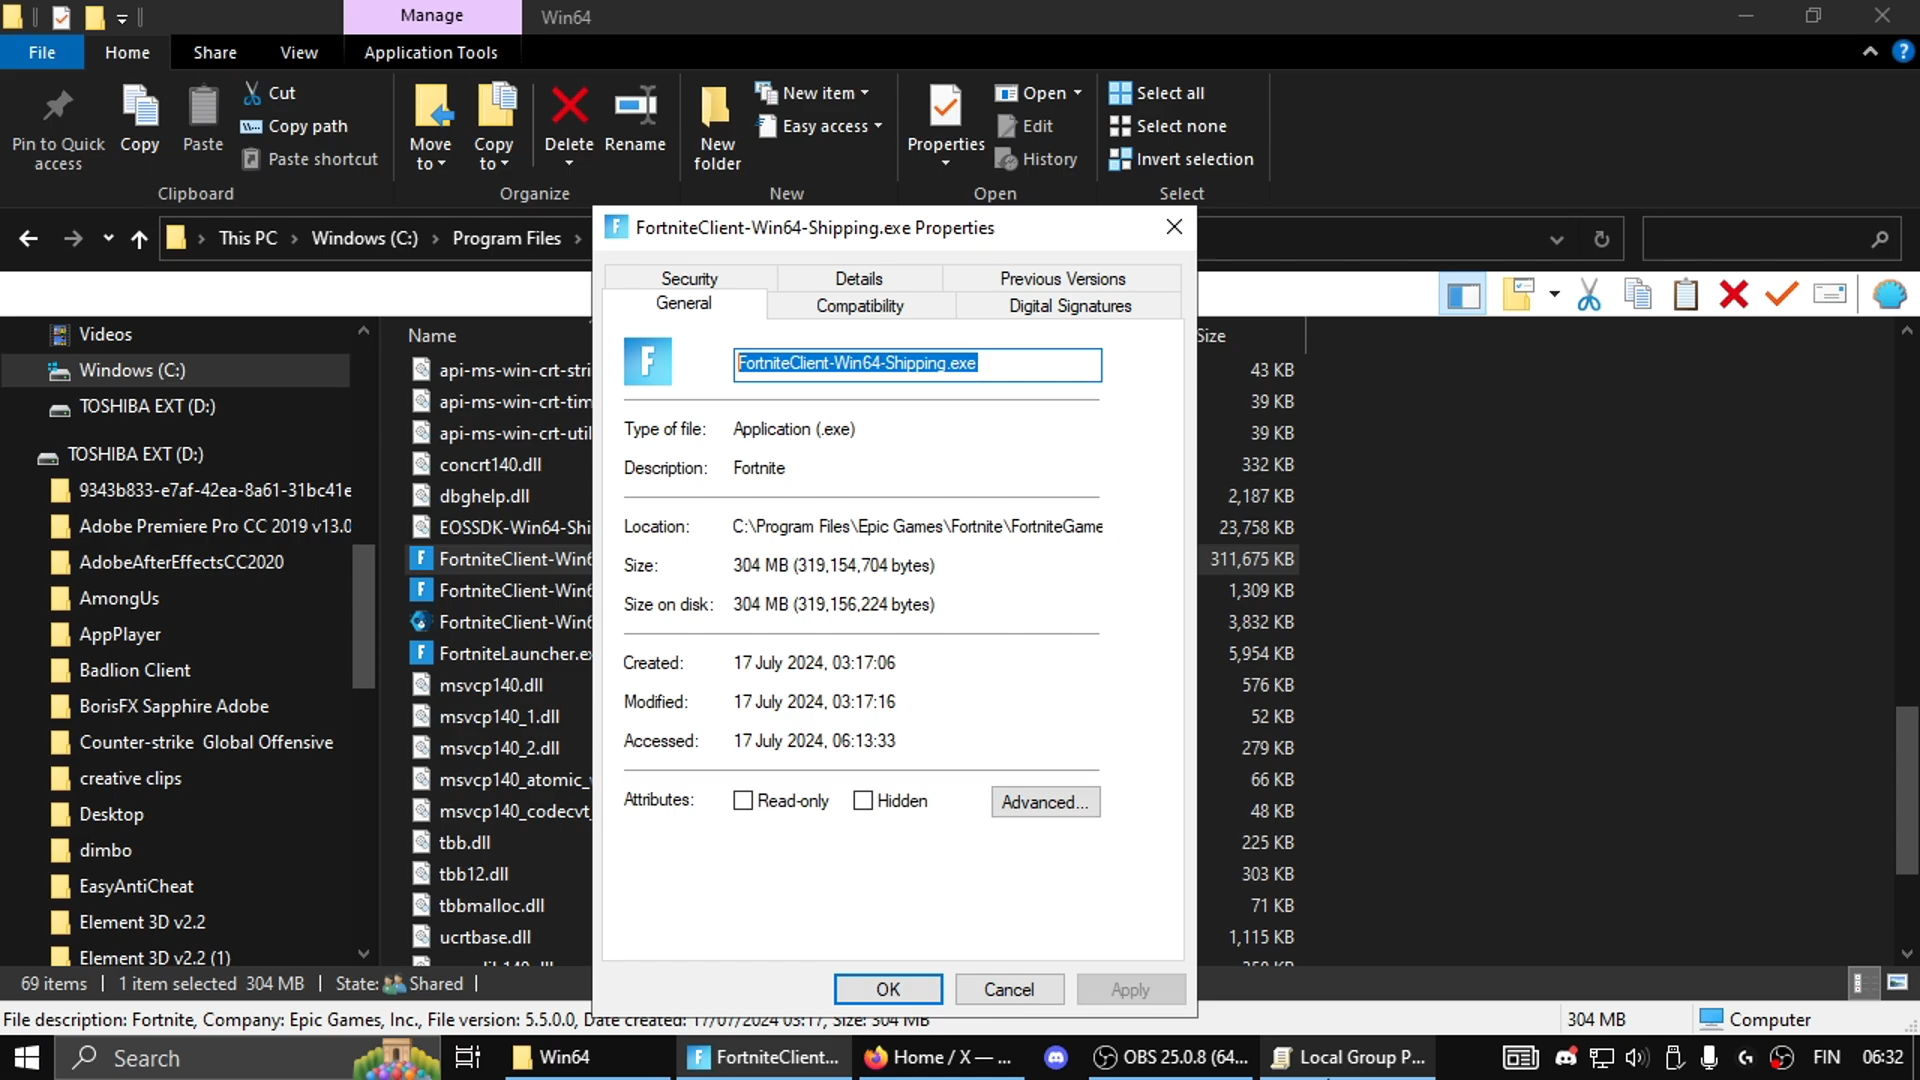 Manage
Win64
File
Home
Share
View
Application Tools
Pin to Quick
access
Copy
Paste
Cut
Copy path
Paste shortcut
Clipboard
Move
to
Copy
to
Delete
Rename
Organize
New
folder
New item
Easy access
New
Properties
Open
Edit
History
Open
Select all
Select none
Invert selection
Select
This PC
Windows (C:)
Program Files
Videos
Windows (C:)
TOSHIBA EXT (D:)
TOSHIBA EXT (D:)
9343b833-e7af-42ea-8a61-31bc41e
Adobe Premiere Pro CC 2019 v13.0
AdobeAfterEffectsCC2020
AmongUs
AppPlayer
Badlion Client
BorisFX Sapphire Adobe
Counter-strike  Global Offensive
creative clips
Desktop
dimbo
EasyAntiCheat
Element 3D v2.2
Element 3D v2.2 (1)
Name
Size
api-ms-win-crt-stri
43 KB
api-ms-win-crt-tim
39 KB
api-ms-win-crt-util
39 KB
concrt140.dll
332 KB
dbghelp.dll
2,187 KB
EOSSDK-Win64-Shi
23,758 KB
FortniteClient-Win6
311,675 KB
FortniteClient-Win6
1,309 KB
FortniteClient-Win6
3,832 KB
FortniteLauncher.ex
5,954 KB
msvcp140.dll
576 KB
msvcp140_1.dll
52 KB
msvcp140_2.dll
279 KB
msvcp140_atomic_
66 KB
msvcp140_codecvt_
48 KB
tbb.dll
225 KB
tbb12.dll
303 KB
tbbmalloc.dll
71 KB
ucrtbase.dll
1,115 KB
FortniteClient-Win64-Shipping.exe Properties
Security
Details
Previous Versions
General
Compatibility
Digital Signatures
FortniteClient-Win64-Shipping.exe
Type of file: Application (.exe)
Description: Fortnite
Location: C:\Program Files\Epic Games\Fortnite\FortniteGame
Size: 304 MB (319,154,704 bytes)
Size on disk: 304 MB (319,156,224 bytes)
Created: 17 July 2024, 03:17:06
Modified: 17 July 2024, 03:17:16
Accessed: 17 July 2024, 06:13:33
Attributes: Read-only Hidden Advanced...
OK
Cancel
Apply
69 items
1 item selected 304 MB
State: Shared
File description: Fortnite, Company: Epic Games, Inc., File version: 5.5.0.0, Date created: 17/07/2024 03:17, Size: 304 MB
304 MB
Computer
Search
Win64
FortniteClient...
Home / X — ...
OBS 25.0.8 (64...
Local Group P...
FIN
06:32